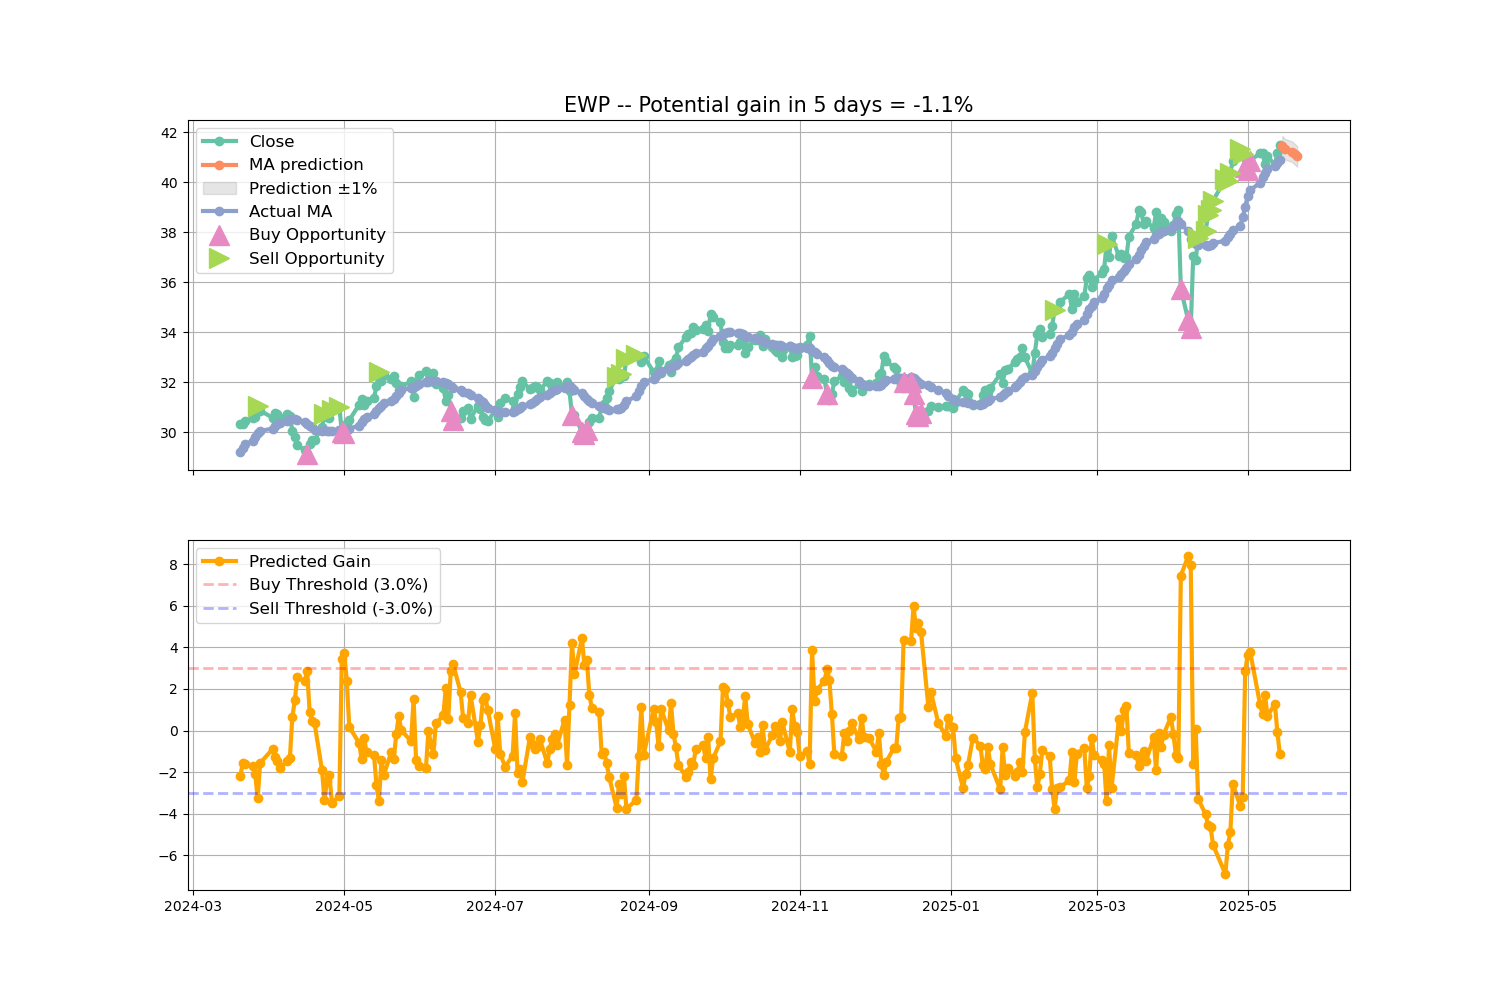 EWP -- Potential gain in 5 days = -1.1%
42
40
38
36
34
32
30
Close
MA prediction
Prediction ±1%
Actual MA
Buy Opportunity
Sell Opportunity
8
6
4
2
0
−2
−4
−6
Predicted Gain
Buy Threshold (3.0%)
Sell Threshold (-3.0%)
2024-03 2024-05 2024-07 2024-09 2024-11 2025-01 2025-03 2025-05